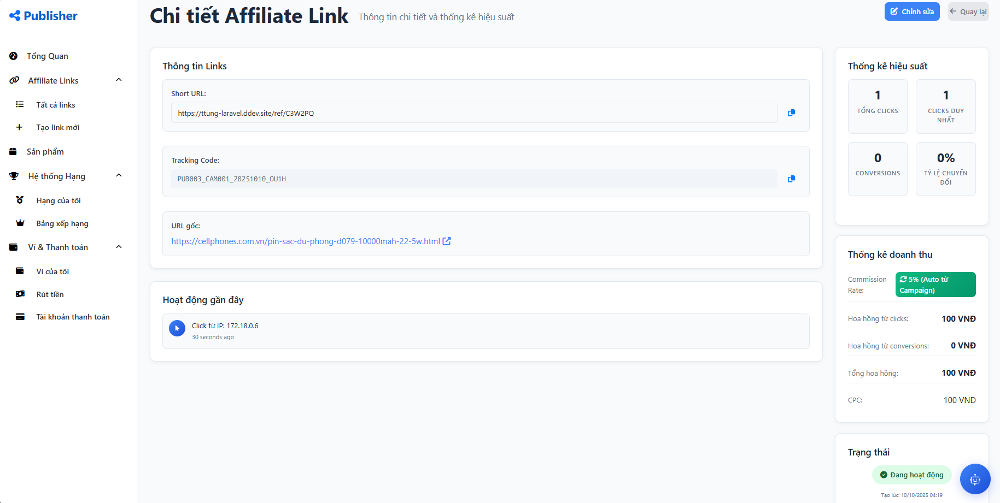 Publisher
Tổng Quan
Affiliate Links
Tất cả links
Tạo link mới
Sản phẩm
Hệ thống Hạng
Hạng của tôi
Bảng xếp hạng
Ví & Thanh toán
Ví của tôi
Rút tiền
Tài khoản thanh toán
Chi tiết Affiliate Link
Thông tin chi tiết và thống kê hiệu suất
Chỉnh sửa
Quay lại
Thông tin Links
Short URL:
https://ttung-laravel.ddev.site/ref/C3W2PQ
Tracking Code:
PUB003_CAM001_20251010_OU1H
URL gốc:
https://cellphones.com.vn/pin-sac-du-phong-d079-10000mah-22-5w.html
Hoạt động gần đây
Click từ IP: 172.18.0.6
30 seconds ago
Thống kê hiệu suất
1
TỔNG CLICKS
1
CLICKS DUY
NHẤT
0
CONVERSIONS
0%
TỶ LỆ CHUYỂN
ĐỔI
Thống kê doanh thu
Commission
Rate:
5% (Auto từ
Campaign)
Hoa hồng từ clicks:
100 VNĐ
Hoa hồng từ conversions:
0 VNĐ
Tổng hoa hồng:
100 VNĐ
CPC:
100 VNĐ
Trạng thái
Đang hoạt động
Tạo lúc: 10/10/2025 04:19